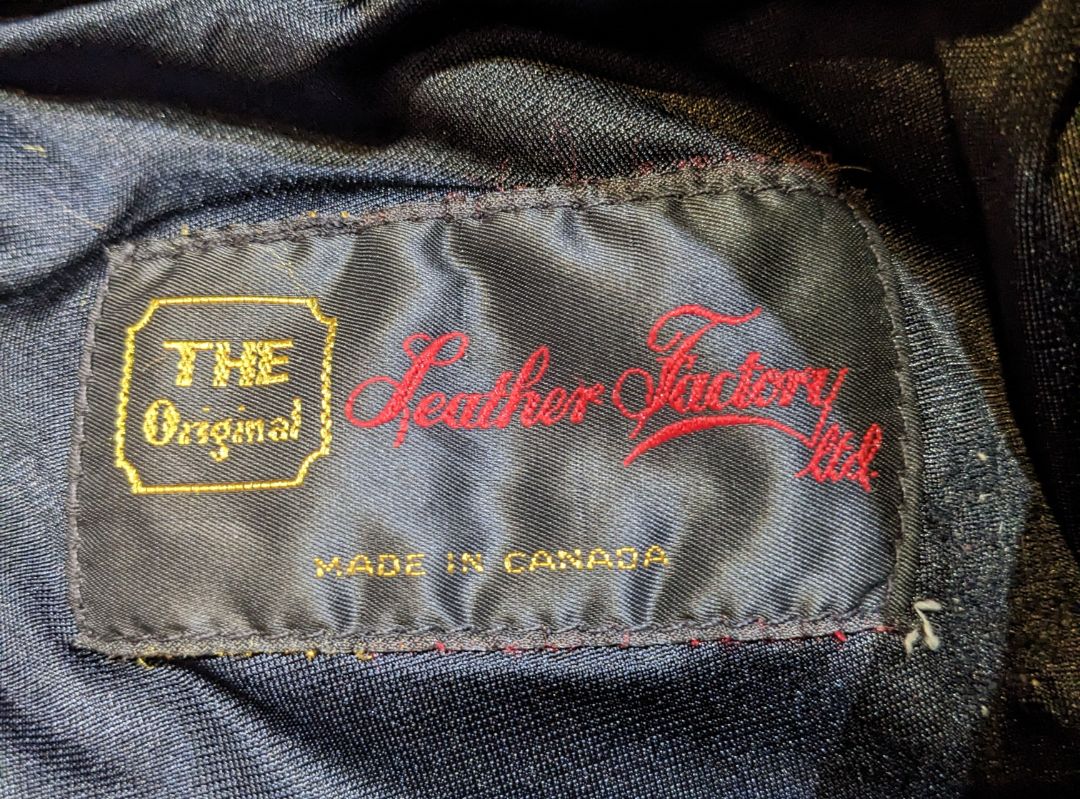 THE
Original
Leather Factory
ltd.
MADE IN CANADA